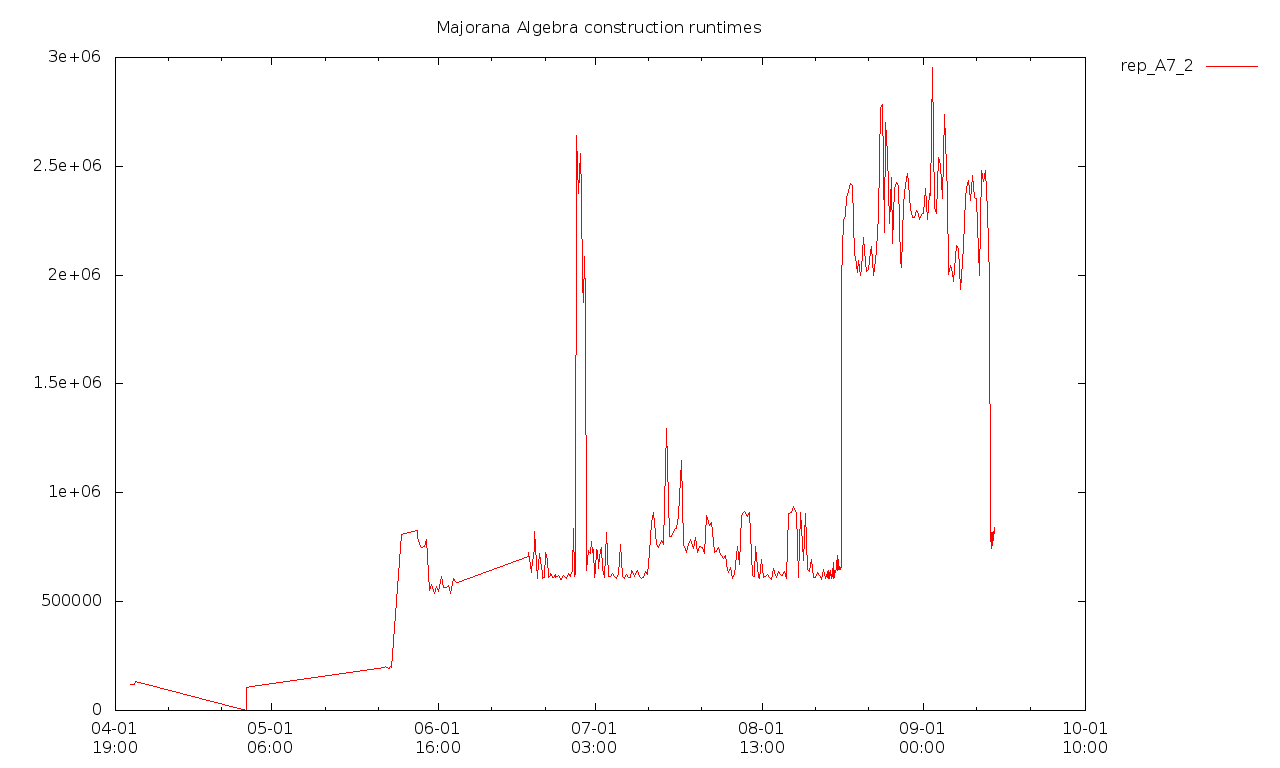 Majorana Algebra construction runtimes
rep_A7_2
3e+06
2.5e+06
2e+06
1.5e+06
1e+06
500000
0
04-01 05-01 06-01 07-01 08-01 09-01 10-01
19:00 06:00 16:00 03:00 13:00 00:00 10:00